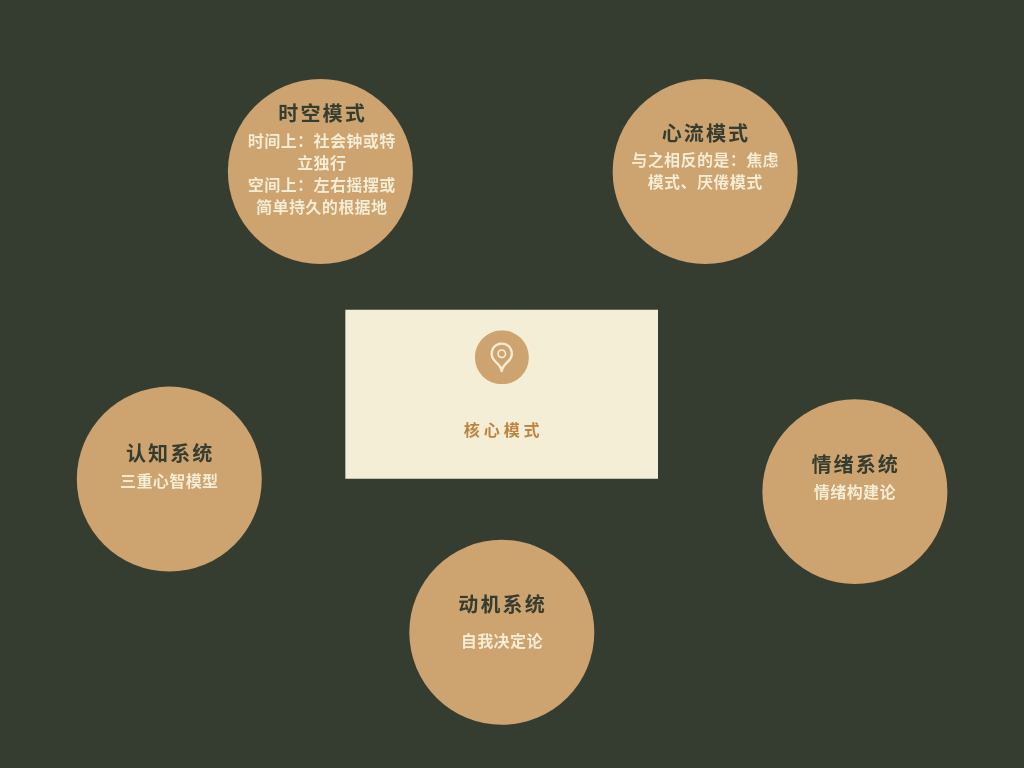 时空模式
时间上：社会钟或特
立独行
空间上：左右摇摆或
简单持久的根据地
心流模式
与之相反的是：焦虑
模式、厌倦模式
核心模式
认知系统
三重心智模型
情绪系统
情绪构建论
动机系统
自我决定论